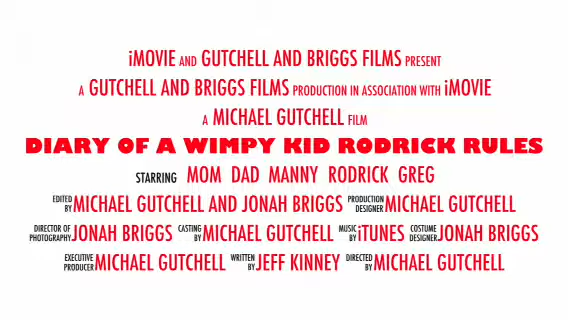 iMOVIE AND GUTCHELL AND BRIGGS FILMS PRESENT
A GUTCHELL AND BRIGGS FILMS PRODUCTION IN ASSOCIATION WITH iMOVIE
A MICHAEL GUTCHELL FILM
DIARY OF A WIMPY KID RODRICK RULES
STARRING MOM DAD MANNY RODRICK GREG
EDITED BY MICHAEL GUTCHELL AND JONAH BRIGGS PRODUCTION DESIGNER MICHAEL GUTCHELL
DIRECTOR OF PHOTOGRAPHY JONAH BRIGGS CASTING BY MICHAEL GUTCHELL MUSIC BY iTUNES COSTUME DESIGNER JONAH BRIGGS
EXECUTIVE PRODUCER MICHAEL GUTCHELL WRITTEN BY JEFF KINNEY DIRECTED BY MICHAEL GUTCHELL